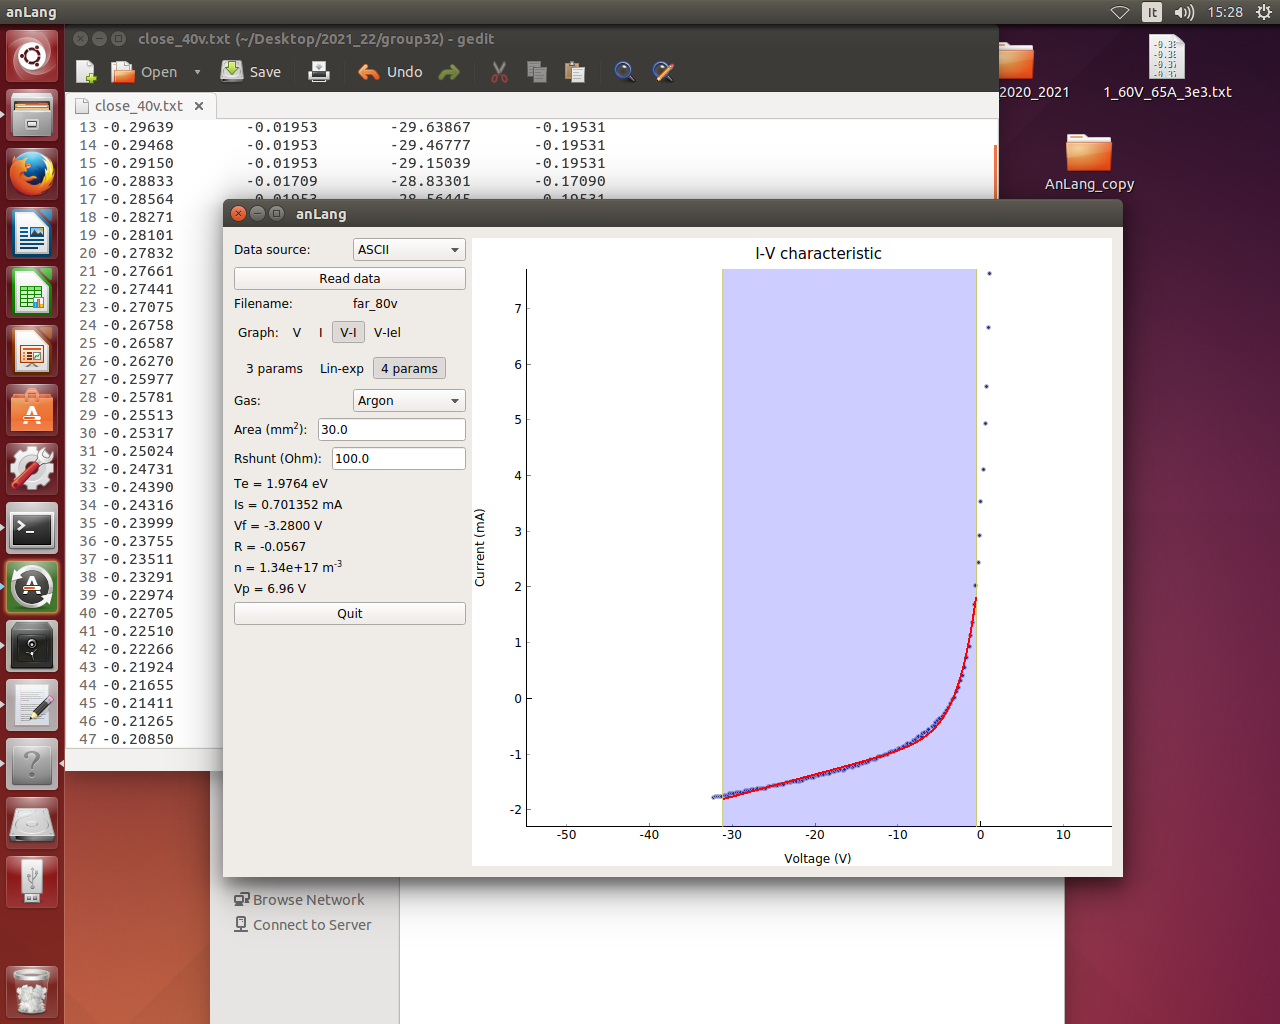 anLang
It
15:28
close_40v.txt (~/Desktop/2021_22/group32) - gedit
Open
Save
Undo
close_40v.txt ×
13 -0.29639 -0.01953 -29.63867 -0.19531
14 -0.29468 -0.01953 -29.46777 -0.19531
15 -0.29150 -0.01953 -29.15039 -0.19531
16 -0.28833 -0.01709 -28.83301 -0.17090
17 -0.28564 -0.01953 -28.56445 -0.19531
18 -0.28271
19 -0.28101
20 -0.27832
21 -0.27661
22 -0.27441
23 -0.27075
24 -0.26758
25 -0.26587
26 -0.26270
27 -0.25977
28 -0.25781
29 -0.25513
30 -0.25317
31 -0.25024
32 -0.24731
33 -0.24390
34 -0.24316
35 -0.23999
36 -0.23755
37 -0.23511
38 -0.23291
39 -0.22974
40 -0.22705
41 -0.22510
42 -0.22266
43 -0.21924
44 -0.21655
45 -0.21411
46 -0.21265
47 -0.20850
2020_2021
1_60V_65A_3e3.txt
AnLang_copy
anLang
Data source: ASCII
Read data
Filename: far_80v
Graph: V I V-I V-Iel
3 params Lin-exp 4 params
Gas: Argon
Area (mm²): 30.0
Rshunt (Ohm): 100.0
Te = 1.9764 eV
Is = 0.701352 mA
Vf = -3.2800 V
R = -0.0567
n = 1.34e+17 m⁻³
Vp = 6.96 V
Quit
I-V characteristic
7
6
5
4
3
2
1
0
-1
-2
Current (mA)
-50 -40 -30 -20 -10 0 10
Voltage (V)
Browse Network
Connect to Server